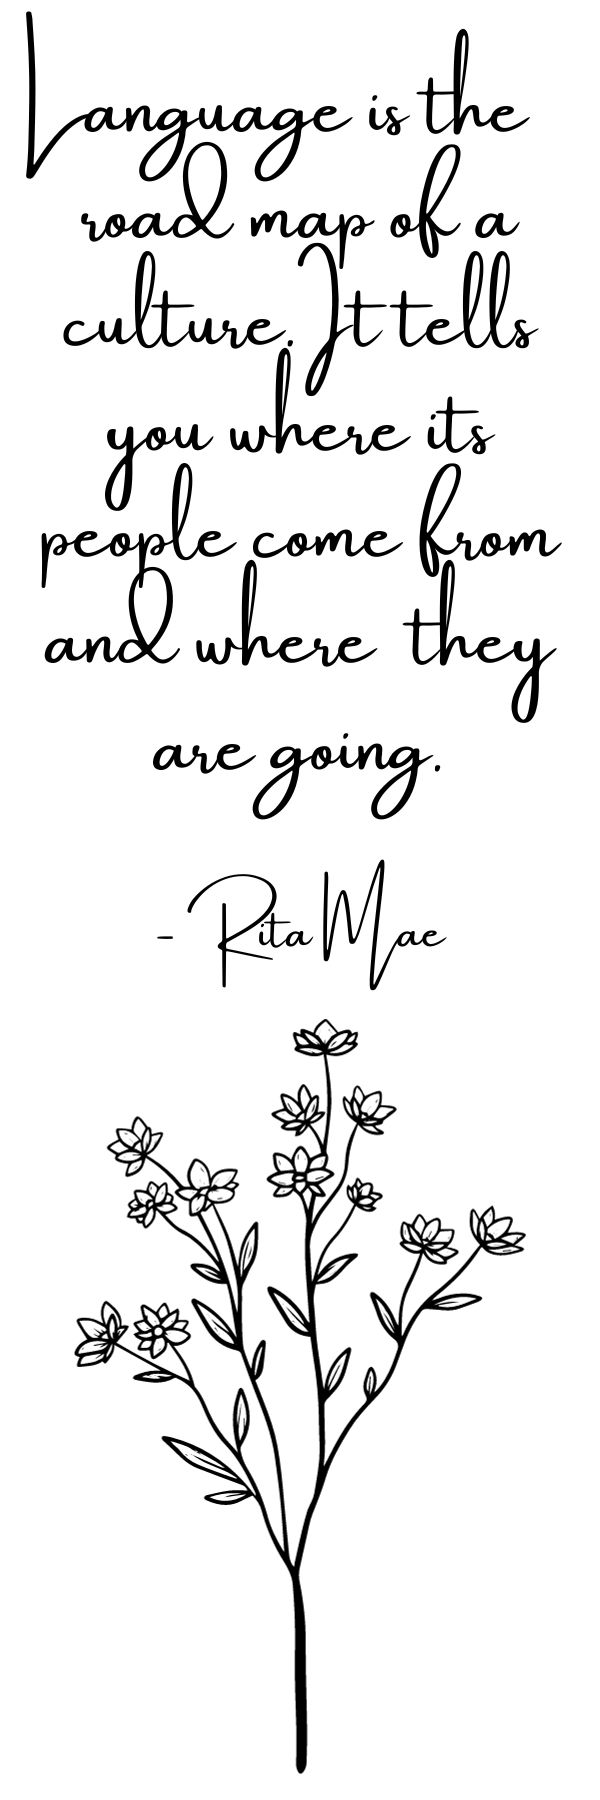 Language is the
road map of a
culture. It tells
you where its
people come from
and where they
are going.
- Rita Mae